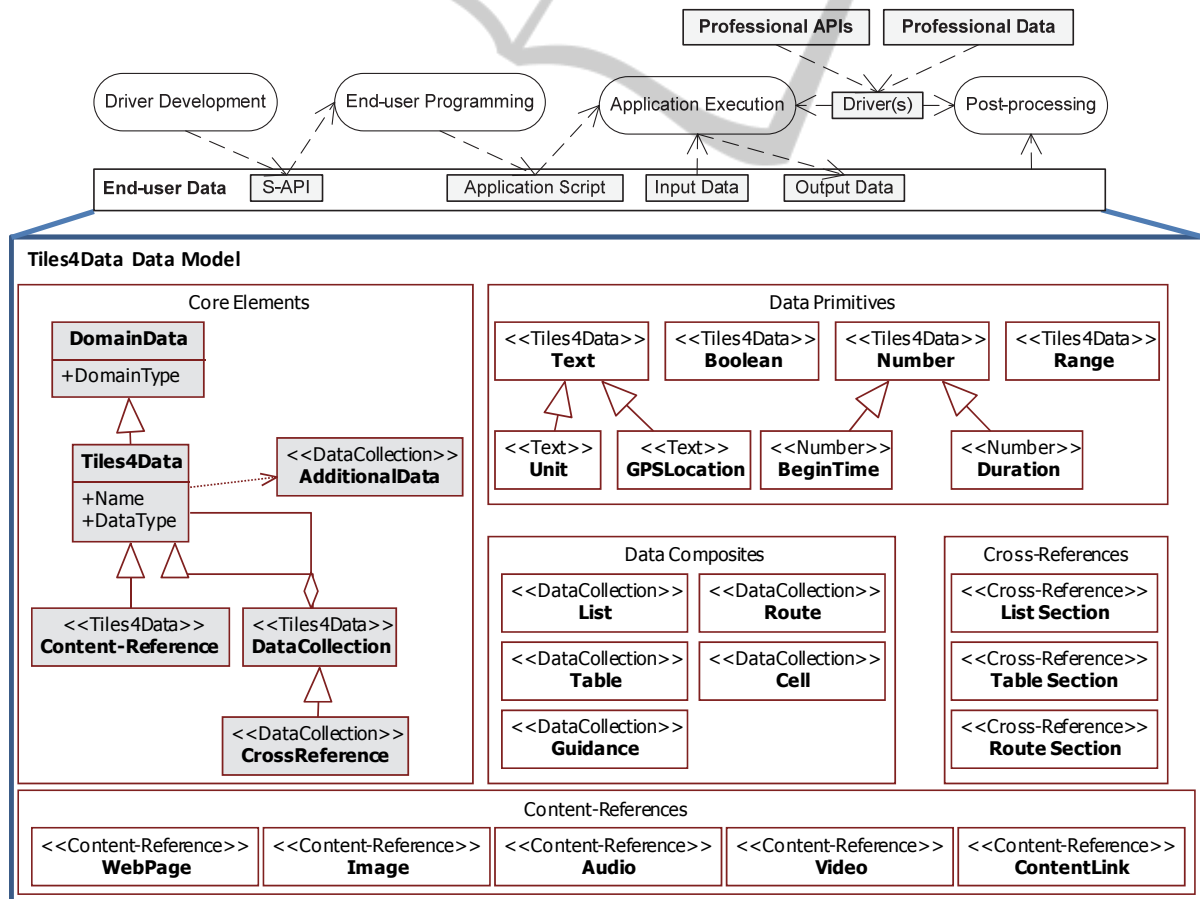 Professional APIs
Professional Data
Driver Development
End-user Programming
Application Execution
Driver(s)
Post-processing
End-user Data
S-API
Application Script
Input Data
Output Data
Tiles4Data Data Model
Core Elements
DomainData
+DomainType
Tiles4Data
+Name
+DataType
<<DataCollection>>
AdditionalData
<<Tiles4Data>>
Content-Reference
<<Tiles4Data>>
DataCollection
<<DataCollection>>
CrossReference
Data Primitives
<<Tiles4Data>>
Text
<<Tiles4Data>>
Boolean
<<Tiles4Data>>
Number
<<Tiles4Data>>
Range
<<Text>>
Unit
<<Text>>
GPSLocation
<<Number>>
BeginTime
<<Number>>
Duration
Data Composites
<<DataCollection>>
List
<<DataCollection>>
Route
<<DataCollection>>
Table
<<DataCollection>>
Cell
<<DataCollection>>
Guidance
Cross-References
<<Cross-Reference>>
List Section
<<Cross-Reference>>
Table Section
<<Cross-Reference>>
Route Section
Content-References
<<Content-Reference>>
WebPage
<<Content-Reference>>
Image
<<Content-Reference>>
Audio
<<Content-Reference>>
Video
<<Content-Reference>>
ContentLink